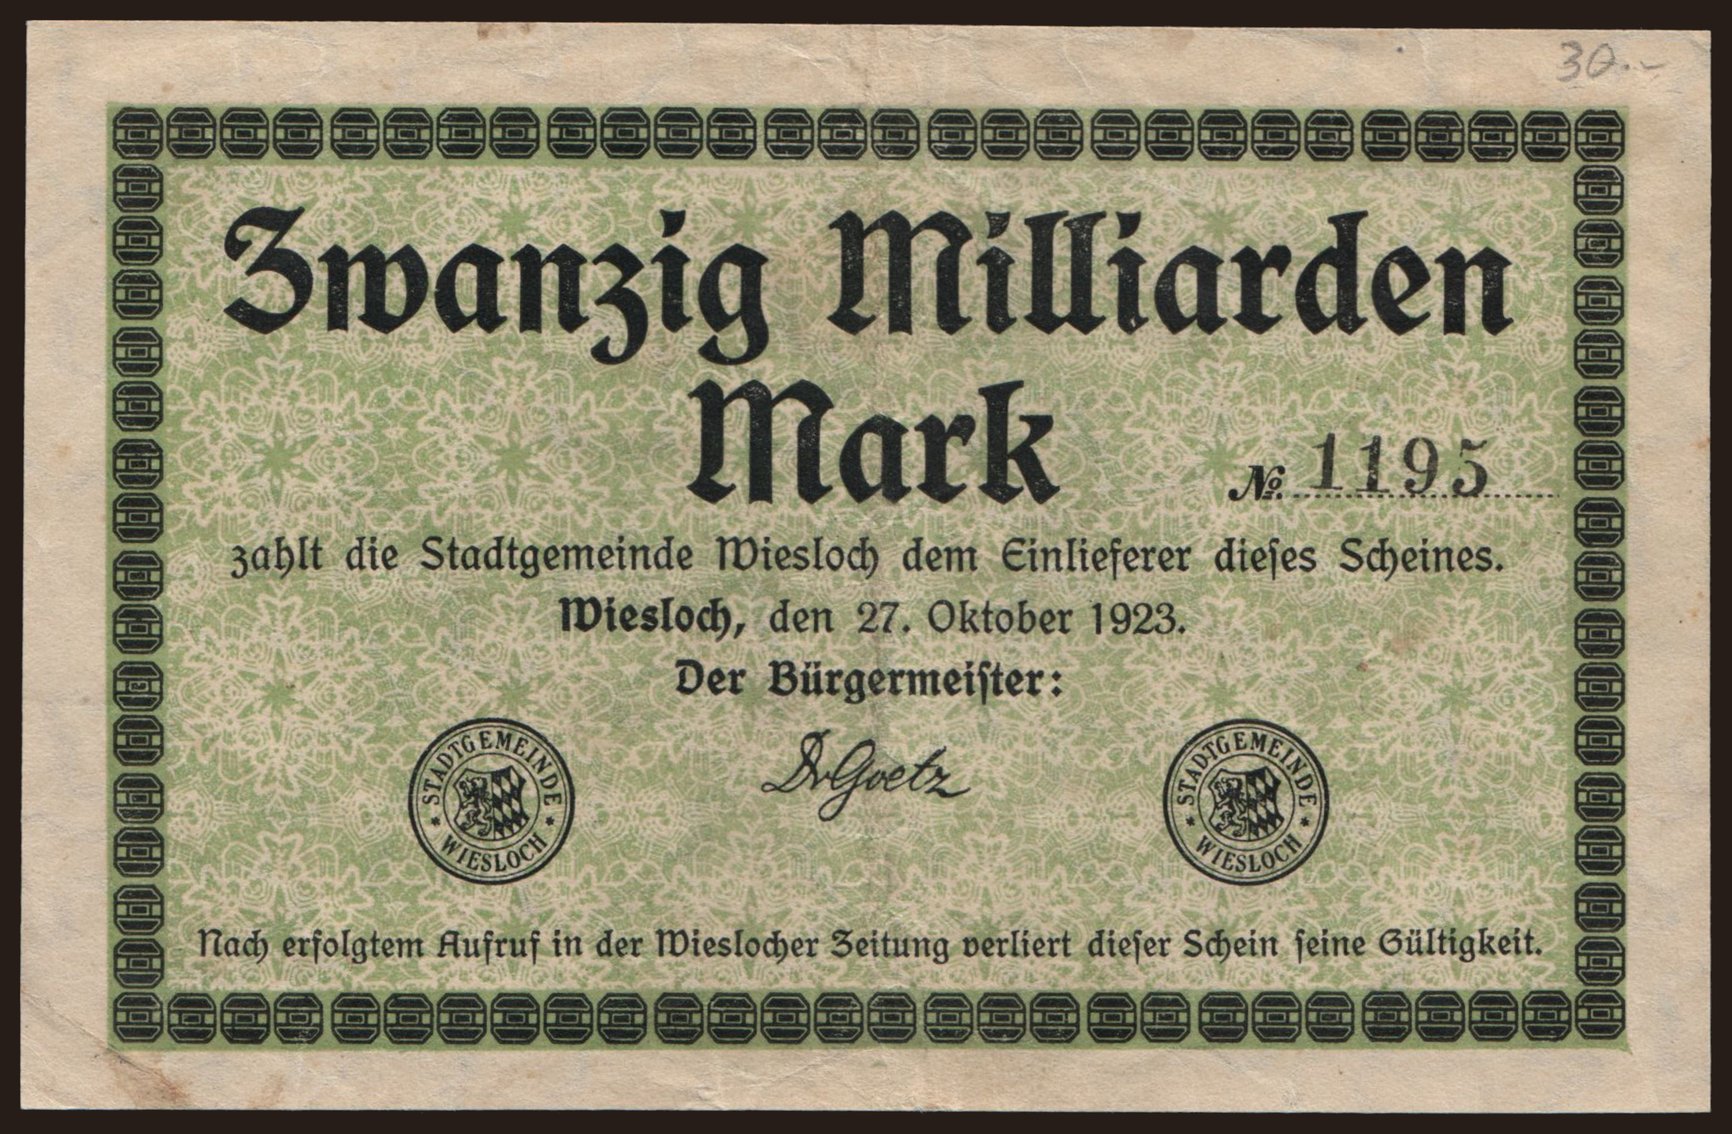 30.-
Zwanzig Milliarden
Mark
№ 1195
zahlt die Stadtgemeinde Wiesloch dem Einlieferer dieſes Scheines.
Wiesloch, den 27. Oktober 1923.
Der Bürgermeiſter:
STADTGEMEINDE
* WIESLOCH *
Dr Goetz
STADTGEMEINDE
* WIESLOCH *
Nach erfolgtem Aufruf in der Wieslocher Zeitung verliert dieſer Schein ſeine Gültigkeit.